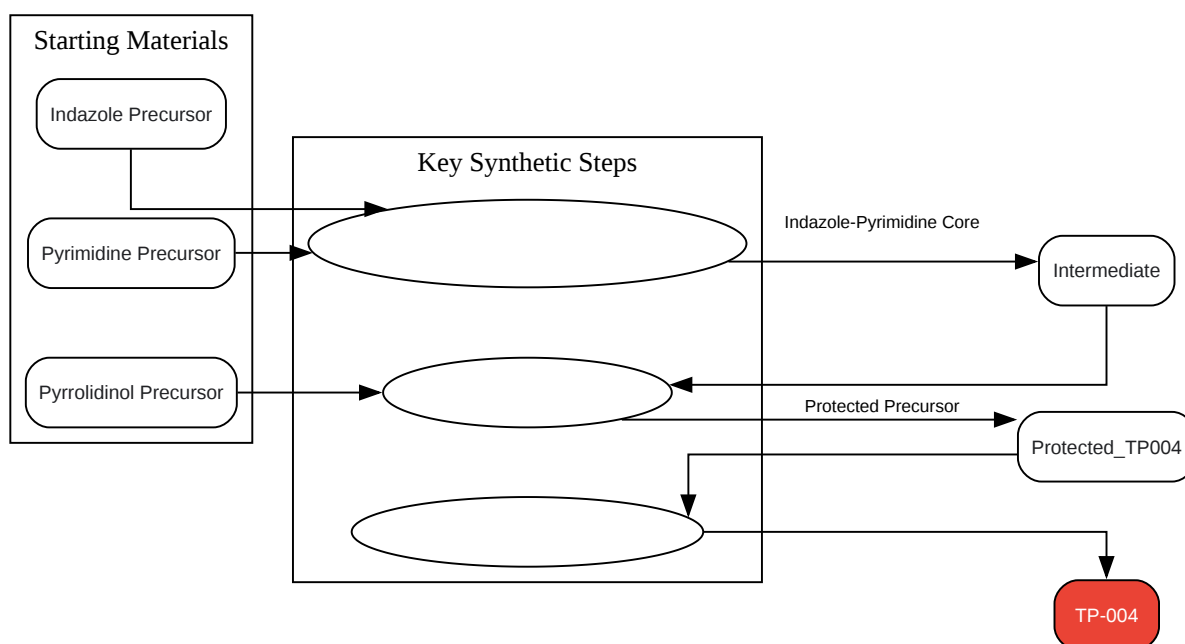 Starting Materials
Indazole Precursor
Key Synthetic Steps
Indazole-Pyrimidine Core
Pyrimidine Precursor
Intermediate
Pyrrolidinol Precursor
Protected Precursor
Protected_TP004
TP-004